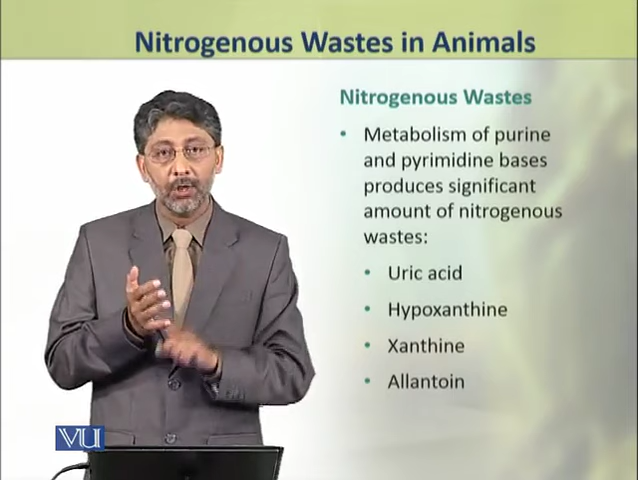 Nitrogenous Wastes in Animals
Nitrogenous Wastes
• Metabolism of purine
and pyrimidine bases
produces significant
amount of nitrogenous
wastes:
• Uric acid
• Hypoxanthine
• Xanthine
• Allantoin
VU